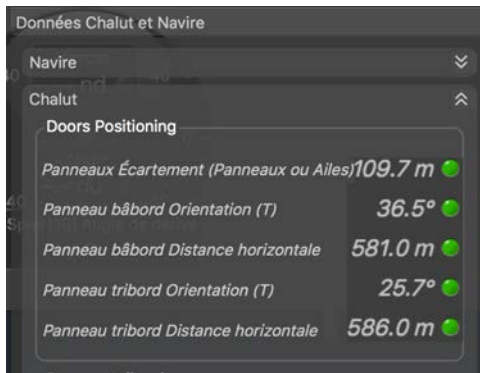 Données Chalut et Navire
Navire
Chalut
Doors Positioning
Panneaux Écartement (Panneaux ou Ailes) 109.7 m
Panneau bâbord Orientation (T) 36.5°
Panneau bâbord Distance horizontale 581.0 m
Panneau tribord Orientation (T) 25.7°
Panneau tribord Distance horizontale 586.0 m